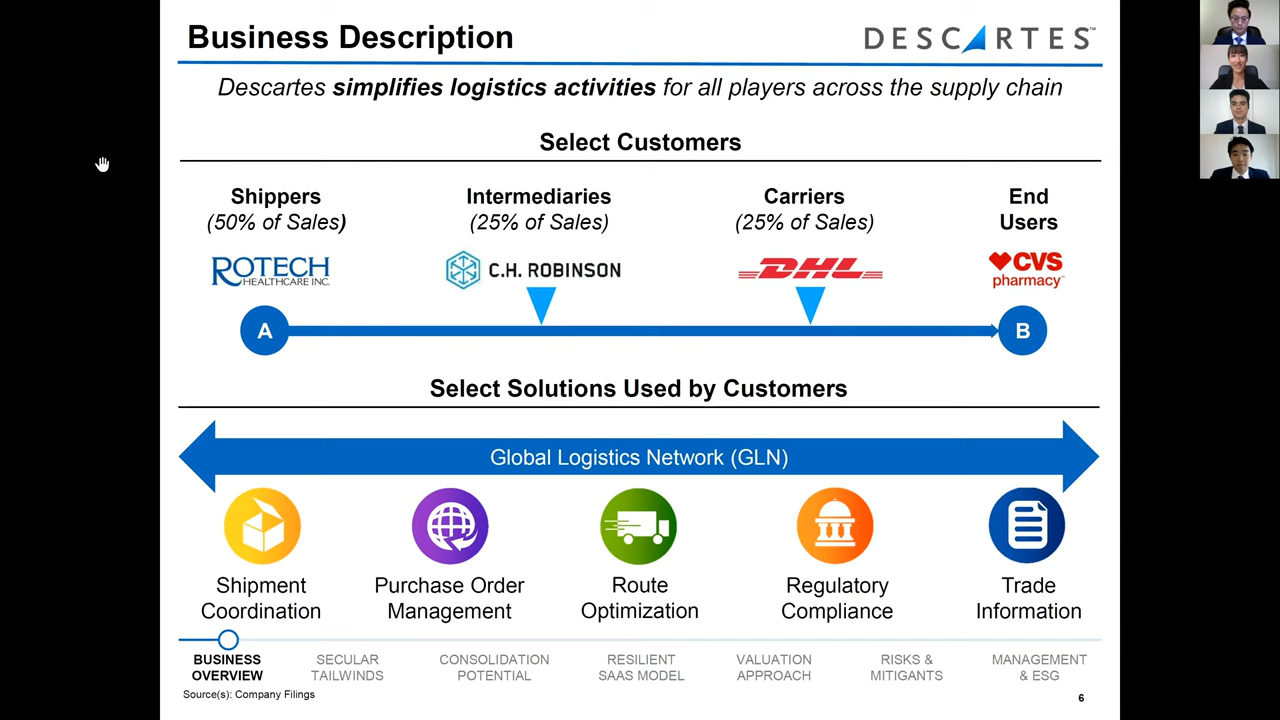 Business Description
DESCARTES™
Descartes simplifies logistics activities for all players across the supply chain
Select Customers
Shippers
(50% of Sales)
Intermediaries
(25% of Sales)
Carriers
(25% of Sales)
End
Users
ROTECH
HEALTHCARE INC.
C.H. ROBINSON
DHL
CVS
pharmacy
A
B
Select Solutions Used by Customers
Global Logistics Network (GLN)
Shipment
Coordination
Purchase Order
Management
Route
Optimization
Regulatory
Compliance
Trade
Information
BUSINESS
OVERVIEW
SECULAR
TAILWINDS
CONSOLIDATION
POTENTIAL
RESILIENT
SAAS MODEL
VALUATION
APPROACH
RISKS &
MITIGANTS
MANAGEMENT
& ESG
Source(s): Company Filings
6